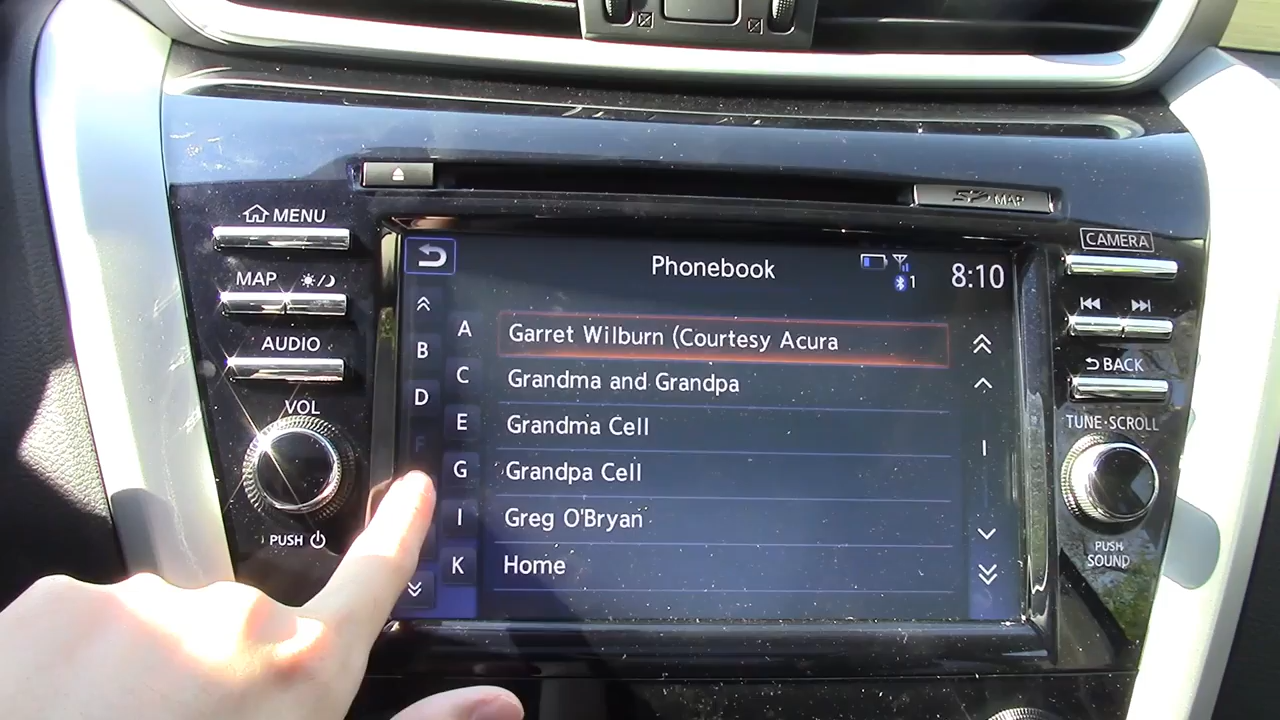 MENU
MAP
AUDIO
VOL
PUSH
Phonebook
1
8:10
A
B
C
D
E
F
G
I
K
Garret Wilburn (Courtesy Acura
Grandma and Grandpa
Grandma Cell
Grandpa Cell
Greg O'Bryan
Home
SD MAP
CAMERA
BACK
TUNE·SCROLL
PUSH
SOUND